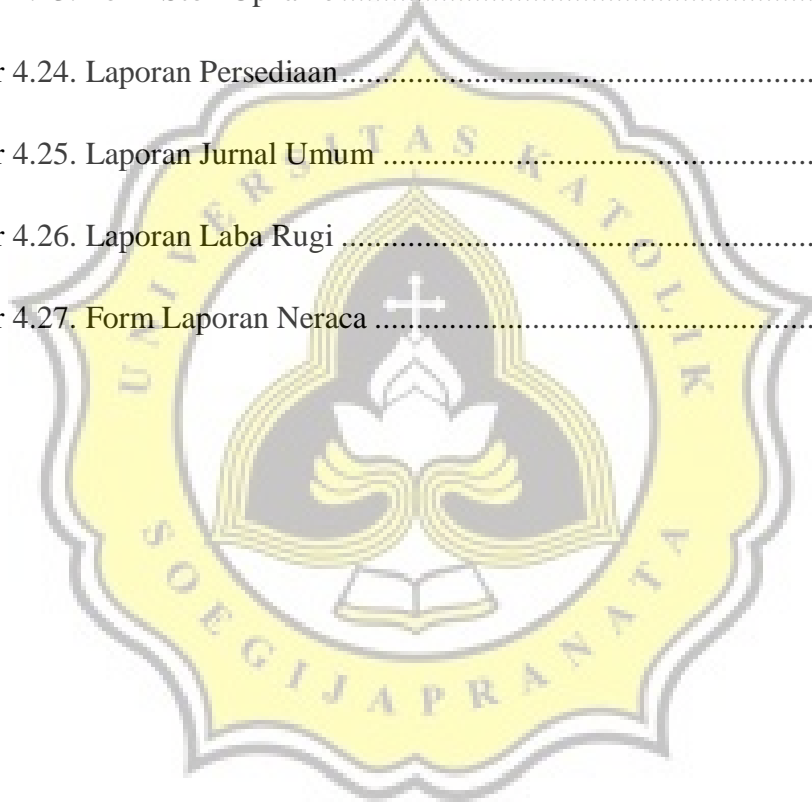 r 4.24. Laporan Persediaan ........................................................
r 4.25. Laporan Jurnal Umum ..................................................
r 4.26. Laporan Laba Rugi ........................................................
r 4.27. Form Laporan Neraca ....................................................
UNIVERSITAS KATOLIK
SOEGIJAPRANATA